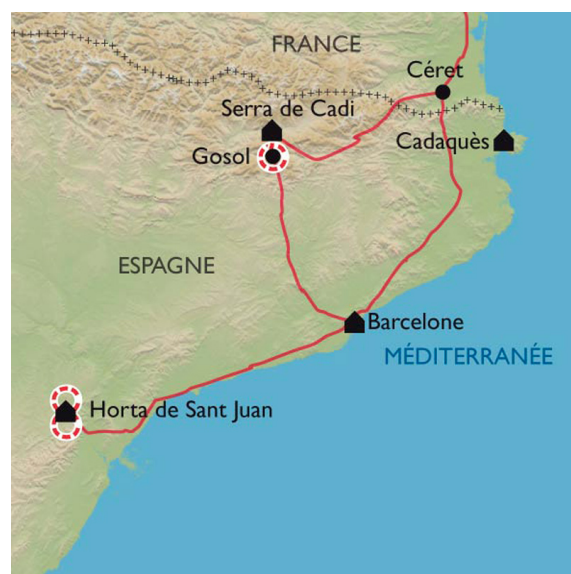 FRANCE
Céret
Serra de Cadi
Cadaquès
Gosol
ESPAGNE
Barcelone
MÉDITERRANÉE
Horta de Sant Juan